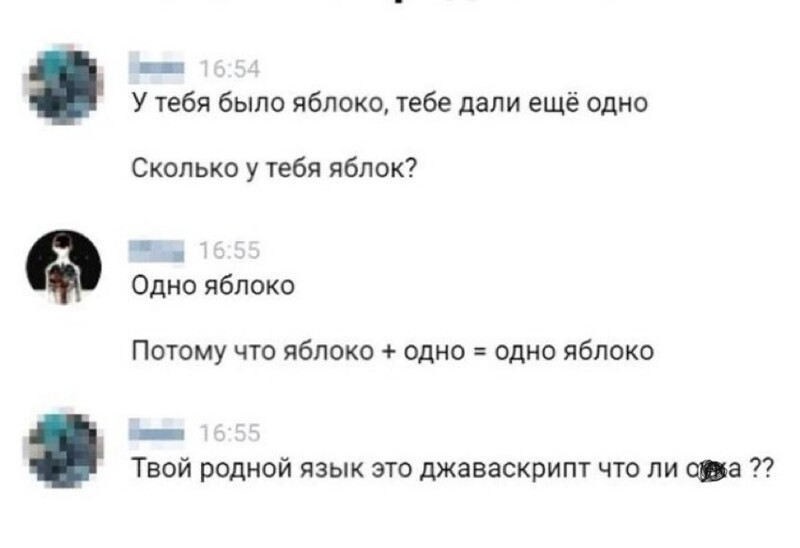 16:54
У тебя было яблоко, тебе дали ещё одно
Сколько у тебя яблок?
16:55
Одно яблоко
Потому что яблоко + одно = одно яблоко
16:55
Твой родной язык это джаваскрипт что ли ??